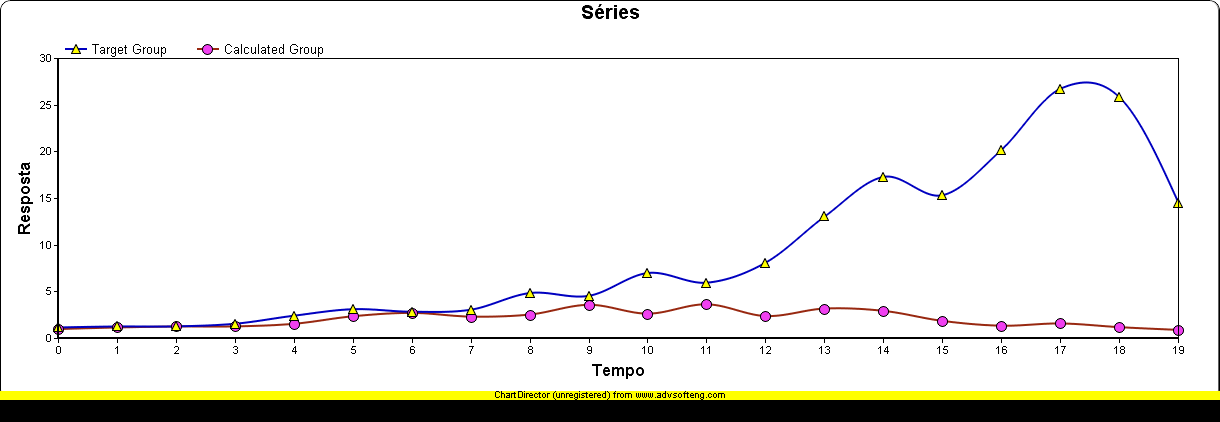 Séries
Target Group Calculated Group
30
25
20
15
10
5
0
Resposta
0 1 2 3 4 5 6 7 8 9 10 11 12 13 14 15 16 17 18 19
Tempo
ChartDirector (unregistered) from www.advsofteng.com